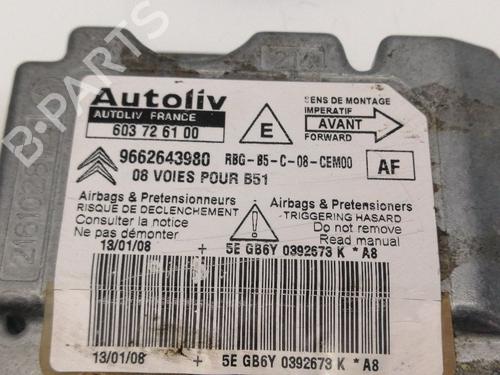 Autoliv
AUTOLIV FRANCE
603 72 61 00
E
SENS DE MONTAGE
IMPERATIF
AVANT
FORWARD
9662643980 RBG-B5-C-08-CEM00
AF
08 VOIES POUR B51
Airbags & Pretensionneurs
RISQUE DE DECLENCHEMENT
Consulter la notice
Ne pas démonter
Airbags & Pretensioners
TRIGGERING HASARD
Do not remove
Read manual
13/01/08 + 5E GB6Y 0392673 K * A8
13/01/08 + 5E GB6Y 0392673 K * A8
B-PARTS